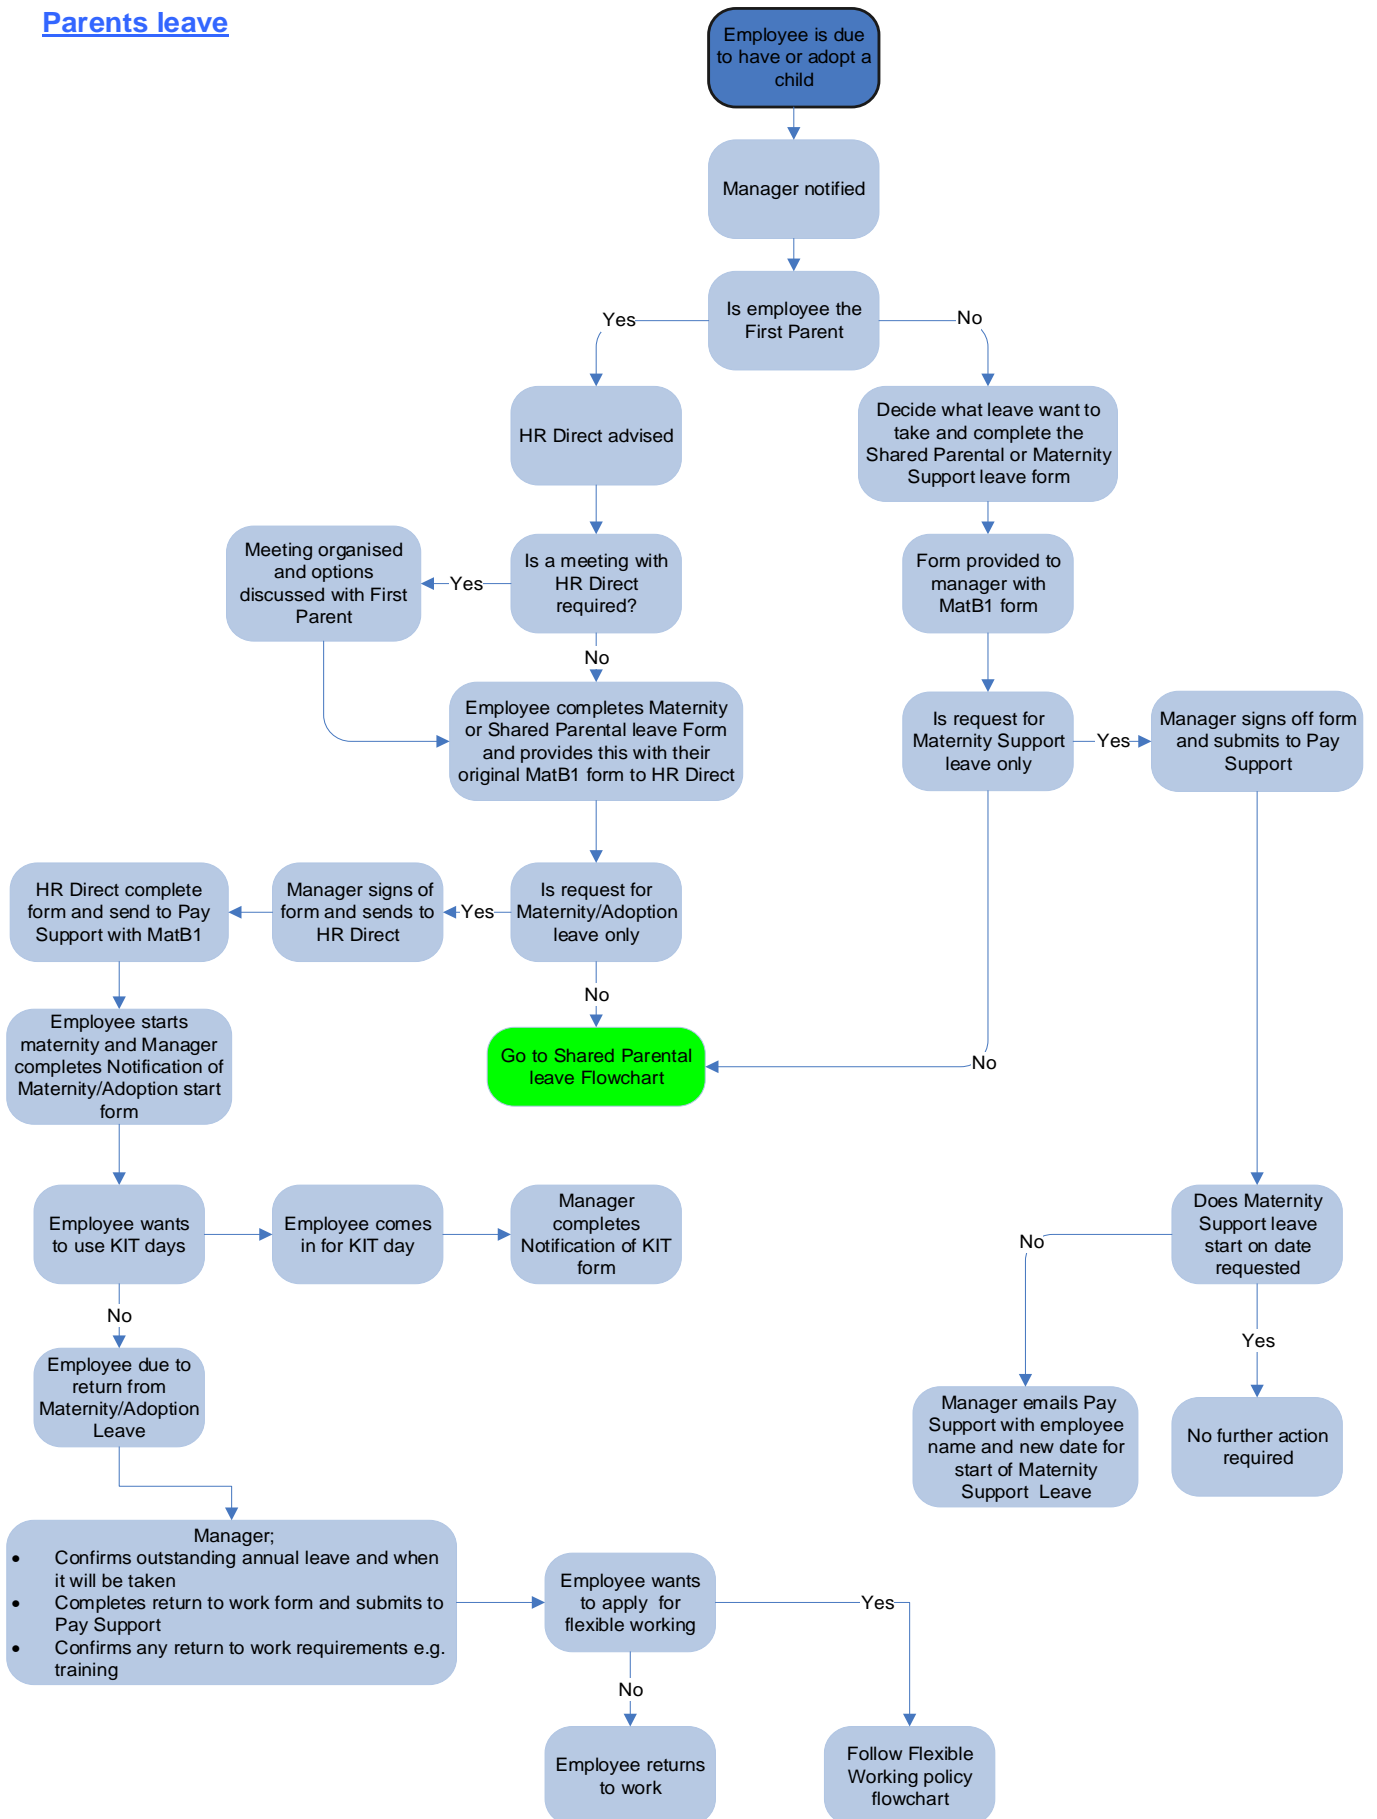 Parents leave
Employee is due
to have or adopt a
child
Manager notified
Is employee the
First Parent
Yes
No
HR Direct advised
Decide what leave want to
take and complete the
Shared Parental or Maternity
Support leave form
Meeting organised
and options
discussed with First
Parent
Yes
Is a meeting with
HR Direct
required?
No
Form provided to
manager with
MatB1 form
Employee completes Maternity
or Shared Parental leave Form
and provides this with their
original MatB1 form to HR Direct
Is request for
Maternity Support
leave only
Yes
Manager signs off form
and submits to Pay
Support
HR Direct complete
form and send to Pay
Support with MatB1
Manager signs of
form and sends to
HR Direct
Yes
Is request for
Maternity/Adoption
leave only
No
Employee starts
maternity and Manager
completes Notification of
Maternity/Adoption start
form
Go to Shared Parental
leave Flowchart
No
Employee wants
to use KIT days
Employee comes
in for KIT day
Manager
completes
Notification of KIT
form
Does Maternity
Support leave
start on date
requested
No
Yes
No
Employee due to
return from
Maternity/Adoption
Leave
Manager emails Pay
Support with employee
name and new date for
start of Maternity
Support  Leave
No further action
required
Manager;
• Confirms outstanding annual leave and when
it will be taken
• Completes return to work form and submits to
Pay Support
• Confirms any return to work requirements e.g.
training
Employee wants
to apply  for
flexible working
Yes
No
Employee returns
to work
Follow Flexible
Working policy
flowchart